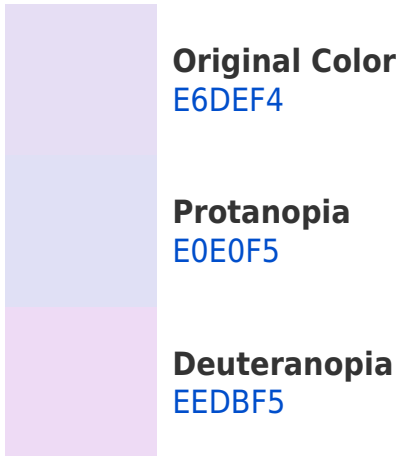 Original Color
E6DEF4
Protanopia
E0E0F5
Deuteranopia
EEDBF5